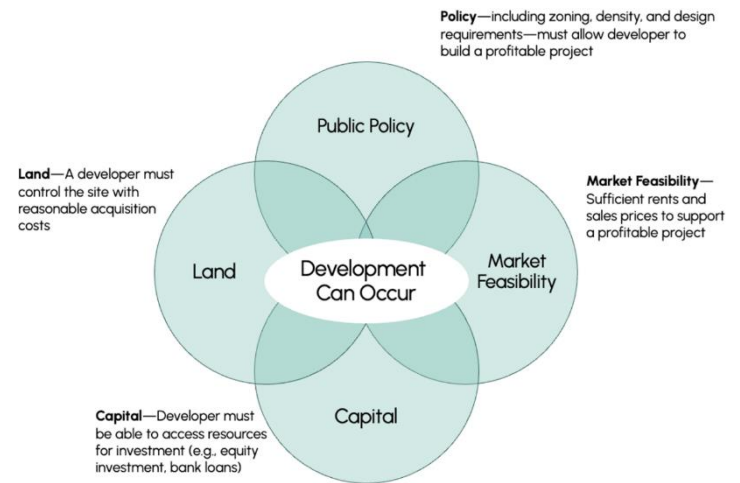 Policy—including zoning, density, and design
requirements—must allow developer to
build a profitable project
Public Policy
Land—A developer must
control the site with
reasonable acquisition
costs
Market Feasibility—
Sufficient rents and
sales prices to support
a profitable project
Land
Development
Can Occur
Market
Feasibility
Capital
Capital—Developer must
be able to access resources
for investment (e.g., equity
investment, bank loans)